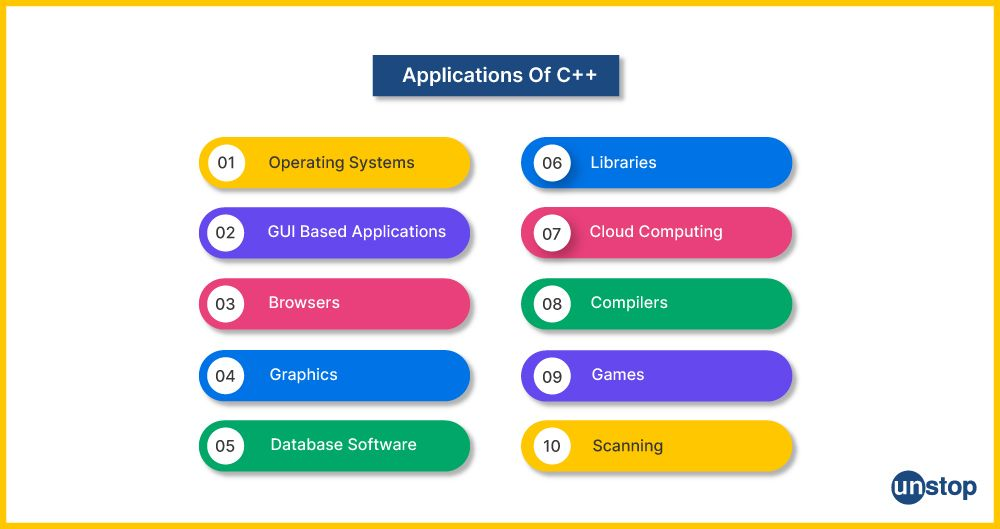 Applications Of C++
01 Operating Systems
02 GUI Based Applications
03 Browsers
04 Graphics
05 Database Software
06 Libraries
07 Cloud Computing
08 Compilers
09 Games
10 Scanning
unstop